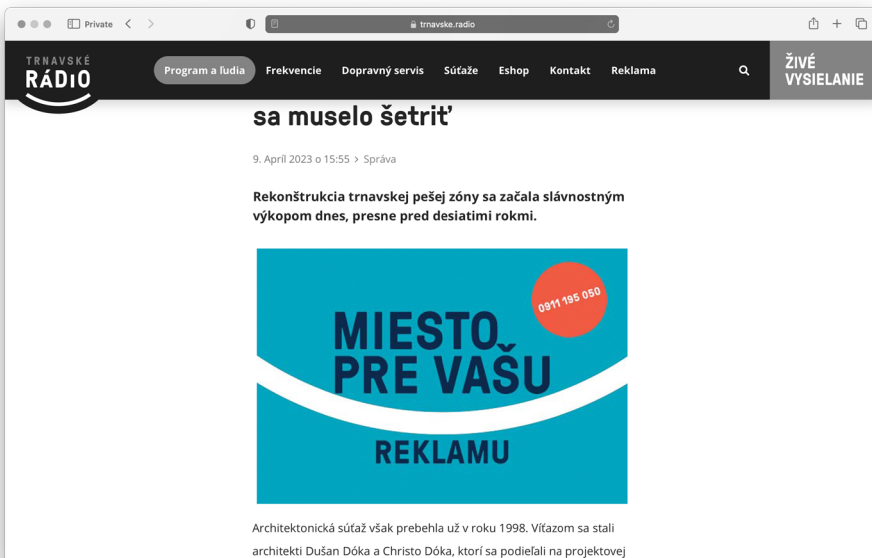 Private
trnavske.radio
TRNAVSKÉ
RÁDIO
Program a ľudia
Frekvencie
Dopravný servis
Súťaže
Eshop
Kontakt
Reklama
ŽIVÉ
VYSIELANIE
sa muselo šetriť
9. Apríl 2023 o 15:55 > Správa
Rekonštrukcia trnavskej pešej zóny sa začala slávnostným
výkopom dnes, presne pred desiatimi rokmi.
0911 195 050
MIESTO
PRE VAŠU
REKLAMU
Architektonická súťaž však prebehla už v roku 1998. Víťazom sa stali
architekti Dušan Dóka a Christo Dóka, ktorí sa podieľali na projektovej